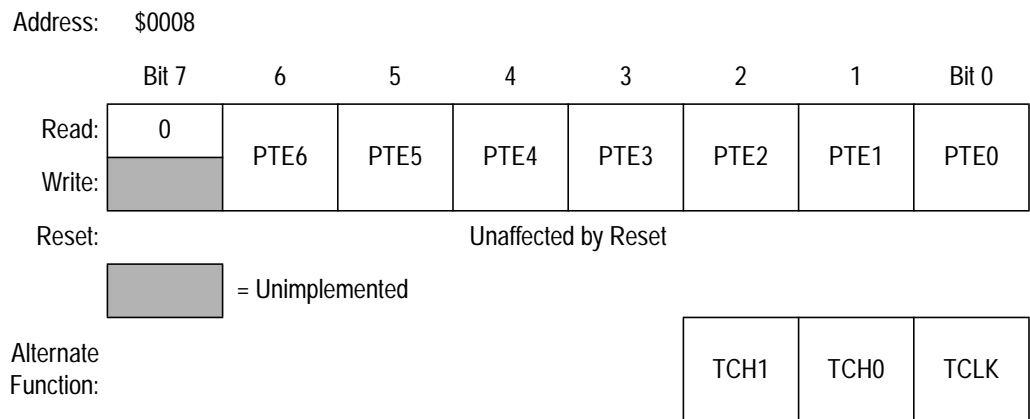 Address: $0008
Bit 7 6 5 4 3 2 1 Bit 0
Read: 0
PTE6 PTE5 PTE4 PTE3 PTE2 PTE1 PTE0
Write:
Reset: Unaffected by Reset
= Unimplemented
Alternate
Function: TCH1 TCH0 TCLK